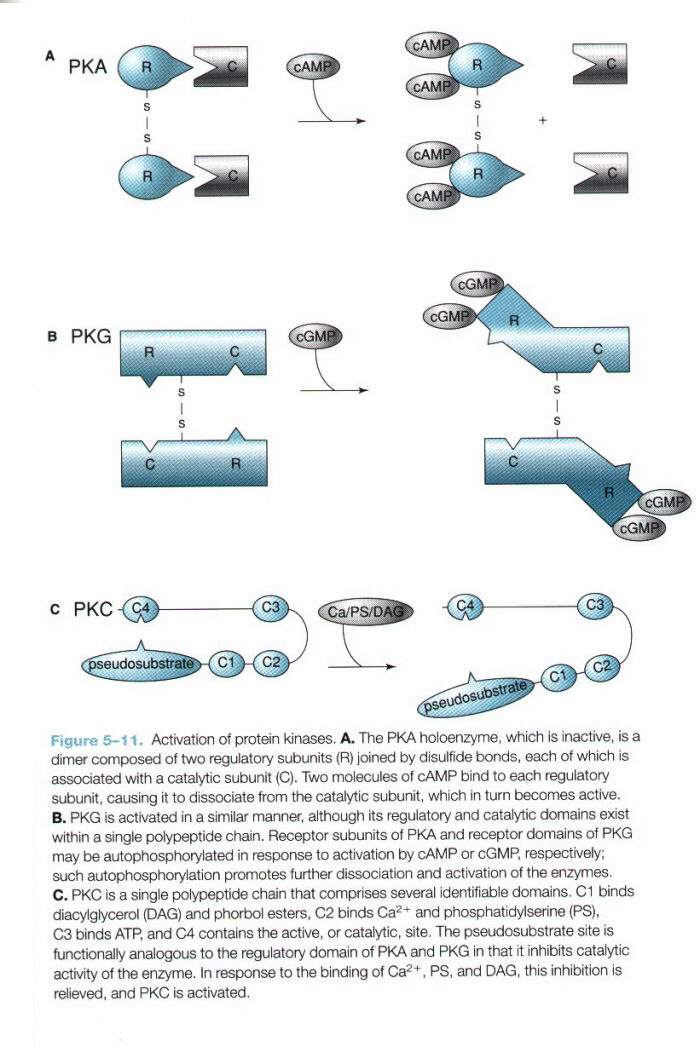 A
PKA
R
C
S
S
R
C
cAMP
cAMP
cAMP
R
S
S
cAMP
cAMP
R
+
C
C
B PKG
R C
S
S
C R
cGMP
cGMP
cGMP
R
C
S
S
C
R
cGMP
cGMP
C PKC
C4
C3
pseudosubstrate
C1
C2
Ca/PS/DAG
C4
C3
pseudosubstrate
C1
C2
Figure 5–11. Activation of protein kinases. A. The PKA holoenzyme, which is inactive, is a
dimer composed of two regulatory subunits (R) joined by disulfide bonds, each of which is
associated with a catalytic subunit (C). Two molecules of cAMP bind to each regulatory
subunit, causing it to dissociate from the catalytic subunit, which in turn becomes active.
B. PKG is activated in a similar manner, although its regulatory and catalytic domains exist
within a single polypeptide chain. Receptor subunits of PKA and receptor domains of PKG
may be autophosphorylated in response to activation by cAMP or cGMP, respectively;
such autophosphorylation promotes further dissociation and activation of the enzymes.
C. PKC is a single polypeptide chain that comprises several identifiable domains. C1 binds
diacylglycerol (DAG) and phorbol esters, C2 binds Ca²⁺ and phosphatidylserine (PS),
C3 binds ATP, and C4 contains the active, or catalytic, site. The pseudosubstrate site is
functionally analogous to the regulatory domain of PKA and PKG in that it inhibits catalytic
activity of the enzyme. In response to the binding of Ca²⁺, PS, and DAG, this inhibition is
relieved, and PKC is activated.